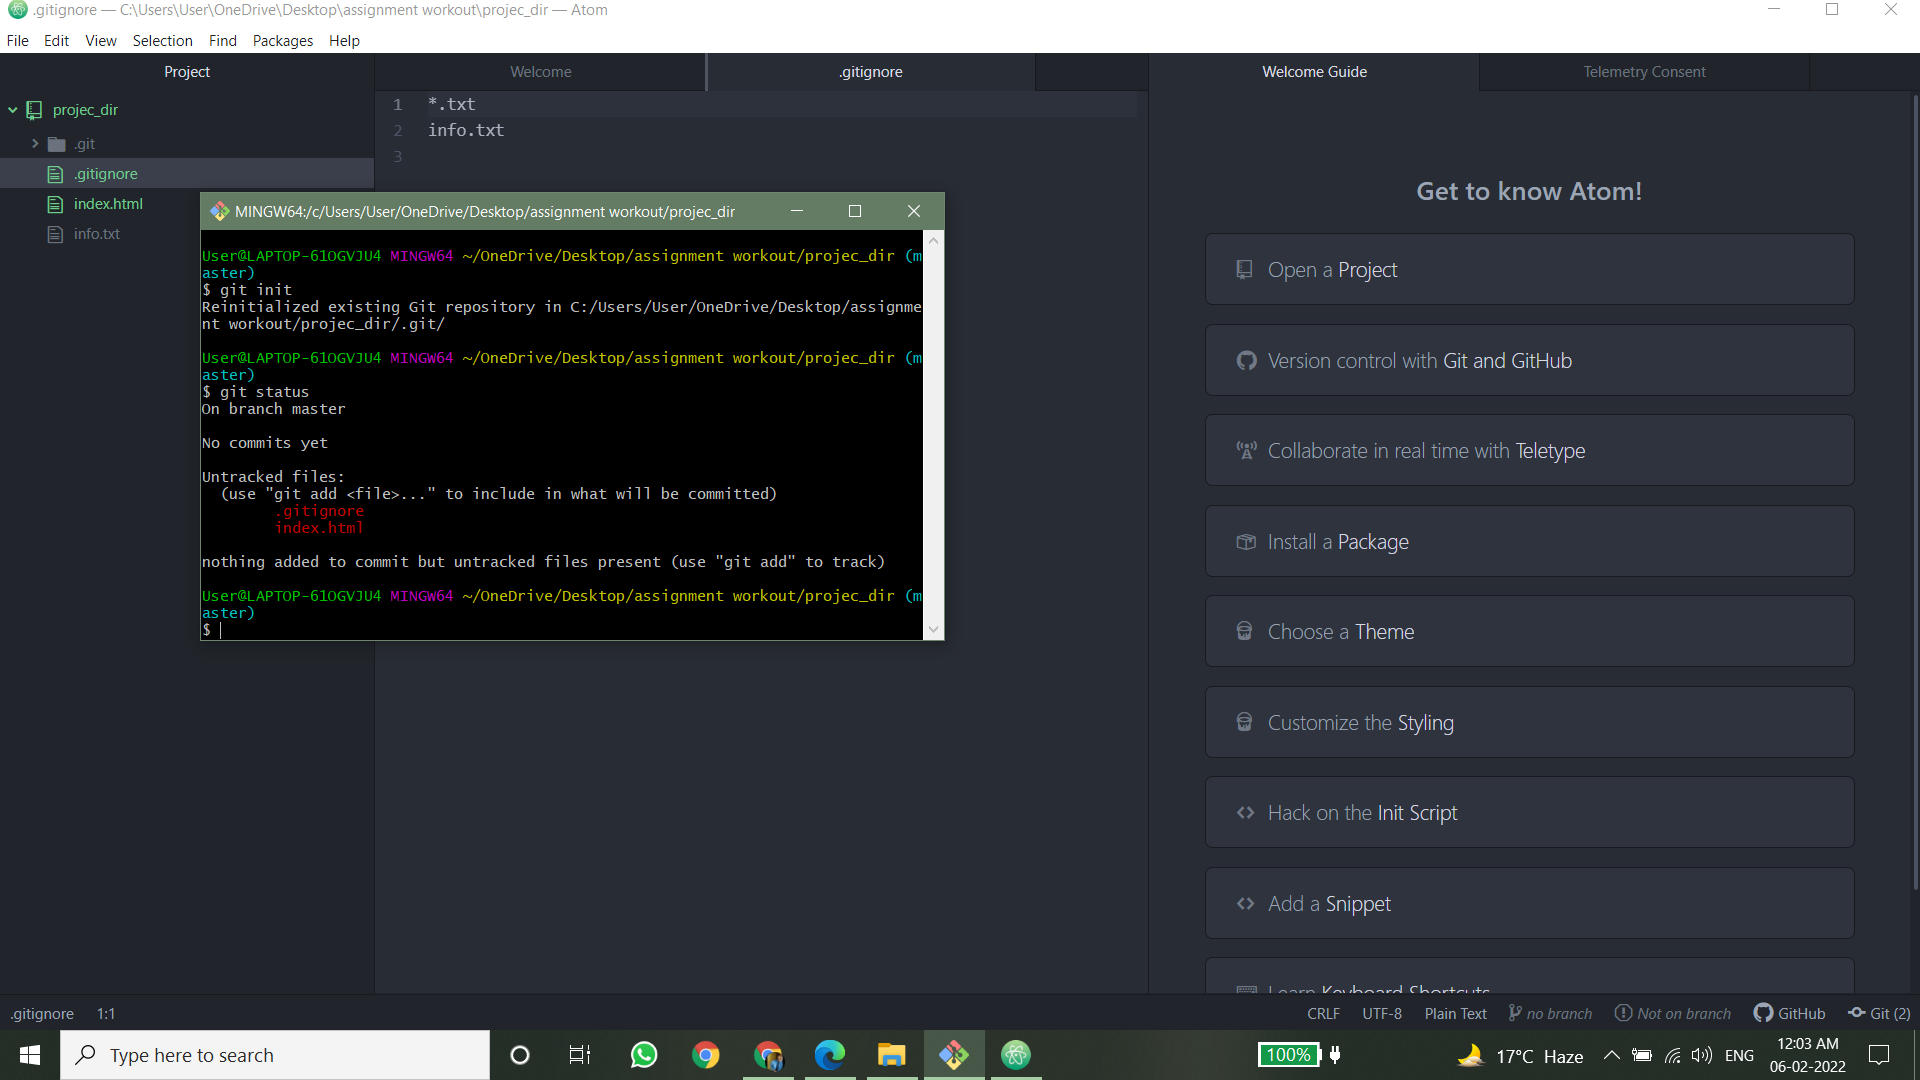 .gitignore — C:\Users\User\OneDrive\Desktop\assignment workout\projec_dir — Atom
File Edit View Selection Find Packages Help
Project
projec_dir
.git
.gitignore
index.html
info.txt
Welcome
.gitignore
1 *.txt
2 info.txt
3
MINGW64:/c/Users/User/OneDrive/Desktop/assignment workout/projec_dir
User@LAPTOP-61OGVJU4 MINGW64 ~/OneDrive/Desktop/assignment workout/projec_dir (m
aster)
$ git init
Reinitialized existing Git repository in C:/Users/User/OneDrive/Desktop/assignme
nt workout/projec_dir/.git/
User@LAPTOP-61OGVJU4 MINGW64 ~/OneDrive/Desktop/assignment workout/projec_dir (m
aster)
$ git status
On branch master
No commits yet
Untracked files:
(use "git add <file>..." to include in what will be committed)
.gitignore
index.html
nothing added to commit but untracked files present (use "git add" to track)
User@LAPTOP-61OGVJU4 MINGW64 ~/OneDrive/Desktop/assignment workout/projec_dir (m
aster)
$
Welcome Guide
Telemetry Consent
Get to know Atom!
Open a Project
Version control with Git and GitHub
Collaborate in real time with Teletype
Install a Package
Choose a Theme
Customize the Styling
Hack on the Init Script
Add a Snippet
Learn Keyboard Shortcuts
.gitignore 1:1
CRLF UTF-8 Plain Text no branch Not on branch GitHub Git (2)
Type here to search
100%
17°C Haze
ENG
12:03 AM
06-02-2022